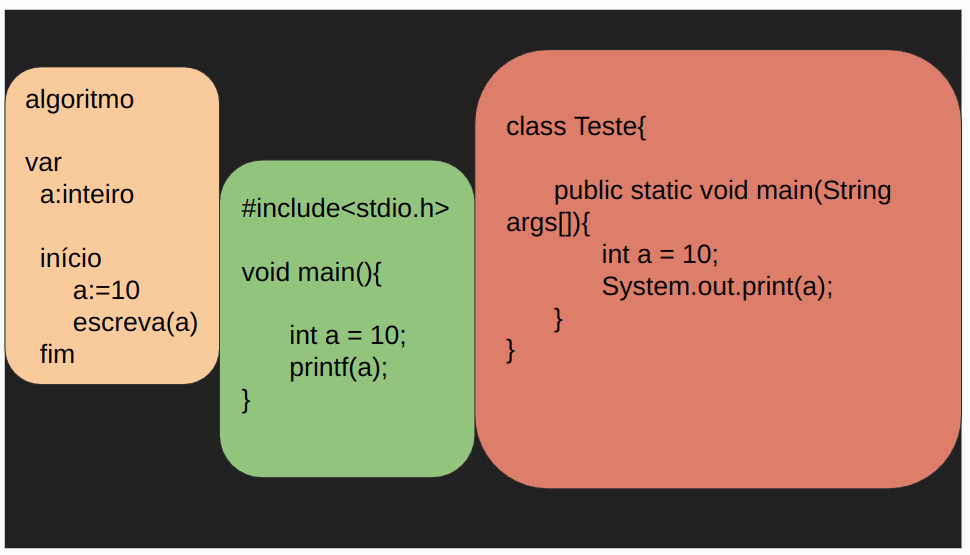 algoritmo
var
a:inteiro
início
a:=10
escreva(a)
fim
#include<stdio.h>
void main(){
int a = 10;
printf(a);
}
class Teste{
public static void main(String
args[]){
int a = 10;
System.out.print(a);
}
}